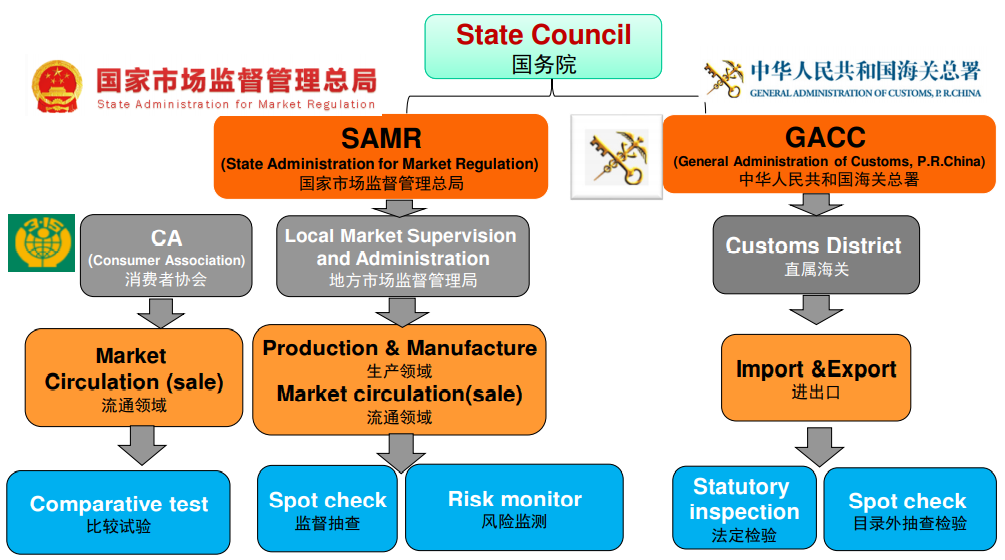 State Council
国务院
国家市场监督管理总局
State Administration for Market Regulation
中华人民共和国海关总署
GENERAL ADMINISTRATION OF CUSTOMS, P.R.CHINA
SAMR
(State Administration for Market Regulation)
国家市场监督管理总局
GACC
(General Administration of Customs, P.R.China)
中华人民共和国海关总署
3·15
CA
(Consumer Association)
消费者协会
Local Market Supervision
and Administration
地方市场监督管理局
Customs District
直属海关
Market
Circulation (sale)
流通领域
Production & Manufacture
生产领域
Market circulation(sale)
流通领域
Import &Export
进出口
Comparative test
比较试验
Spot check
监督抽查
Risk monitor
风险监测
Statutory
inspection
法定检验
Spot check
目录外抽查检验